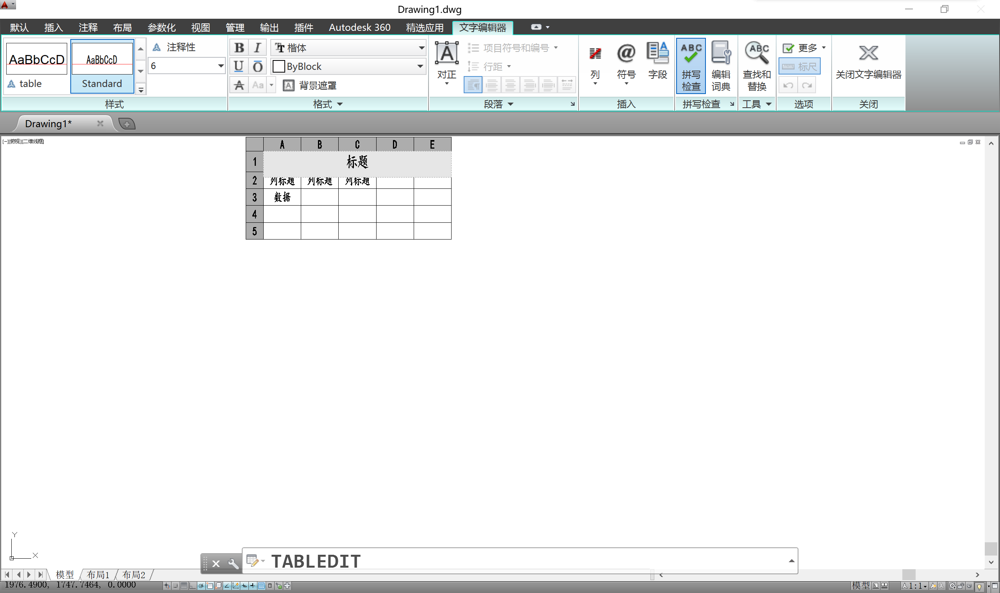 Drawing1.dwg
默认 插入 注释 布局 参数化 视图 管理 输出 插件 Autodesk 360 精选应用 文字编辑器
AaBbCcD AaBbCcD 注释性
6
table Standard
样式
B I 楷体
U O ByBlock
A Aa 背景遮罩
格式
A 对正
项目符号和编号
行距
段落
列 @ 符号 字段
插入
ABC 拼写检查 编辑词典
拼写检查
ABC 查找和替换
工具
更多
标尺
选项
关闭文字编辑器
关闭
Drawing1*
[−][俯视][二维线框]
A B C D E
1 标题
2 列标题 列标题 列标题
3 数据
4
5
Y
X
TABLEDIT
模型 布局1 布局2
1976.4900, 1747.7464, 0.0000
模型 1:1